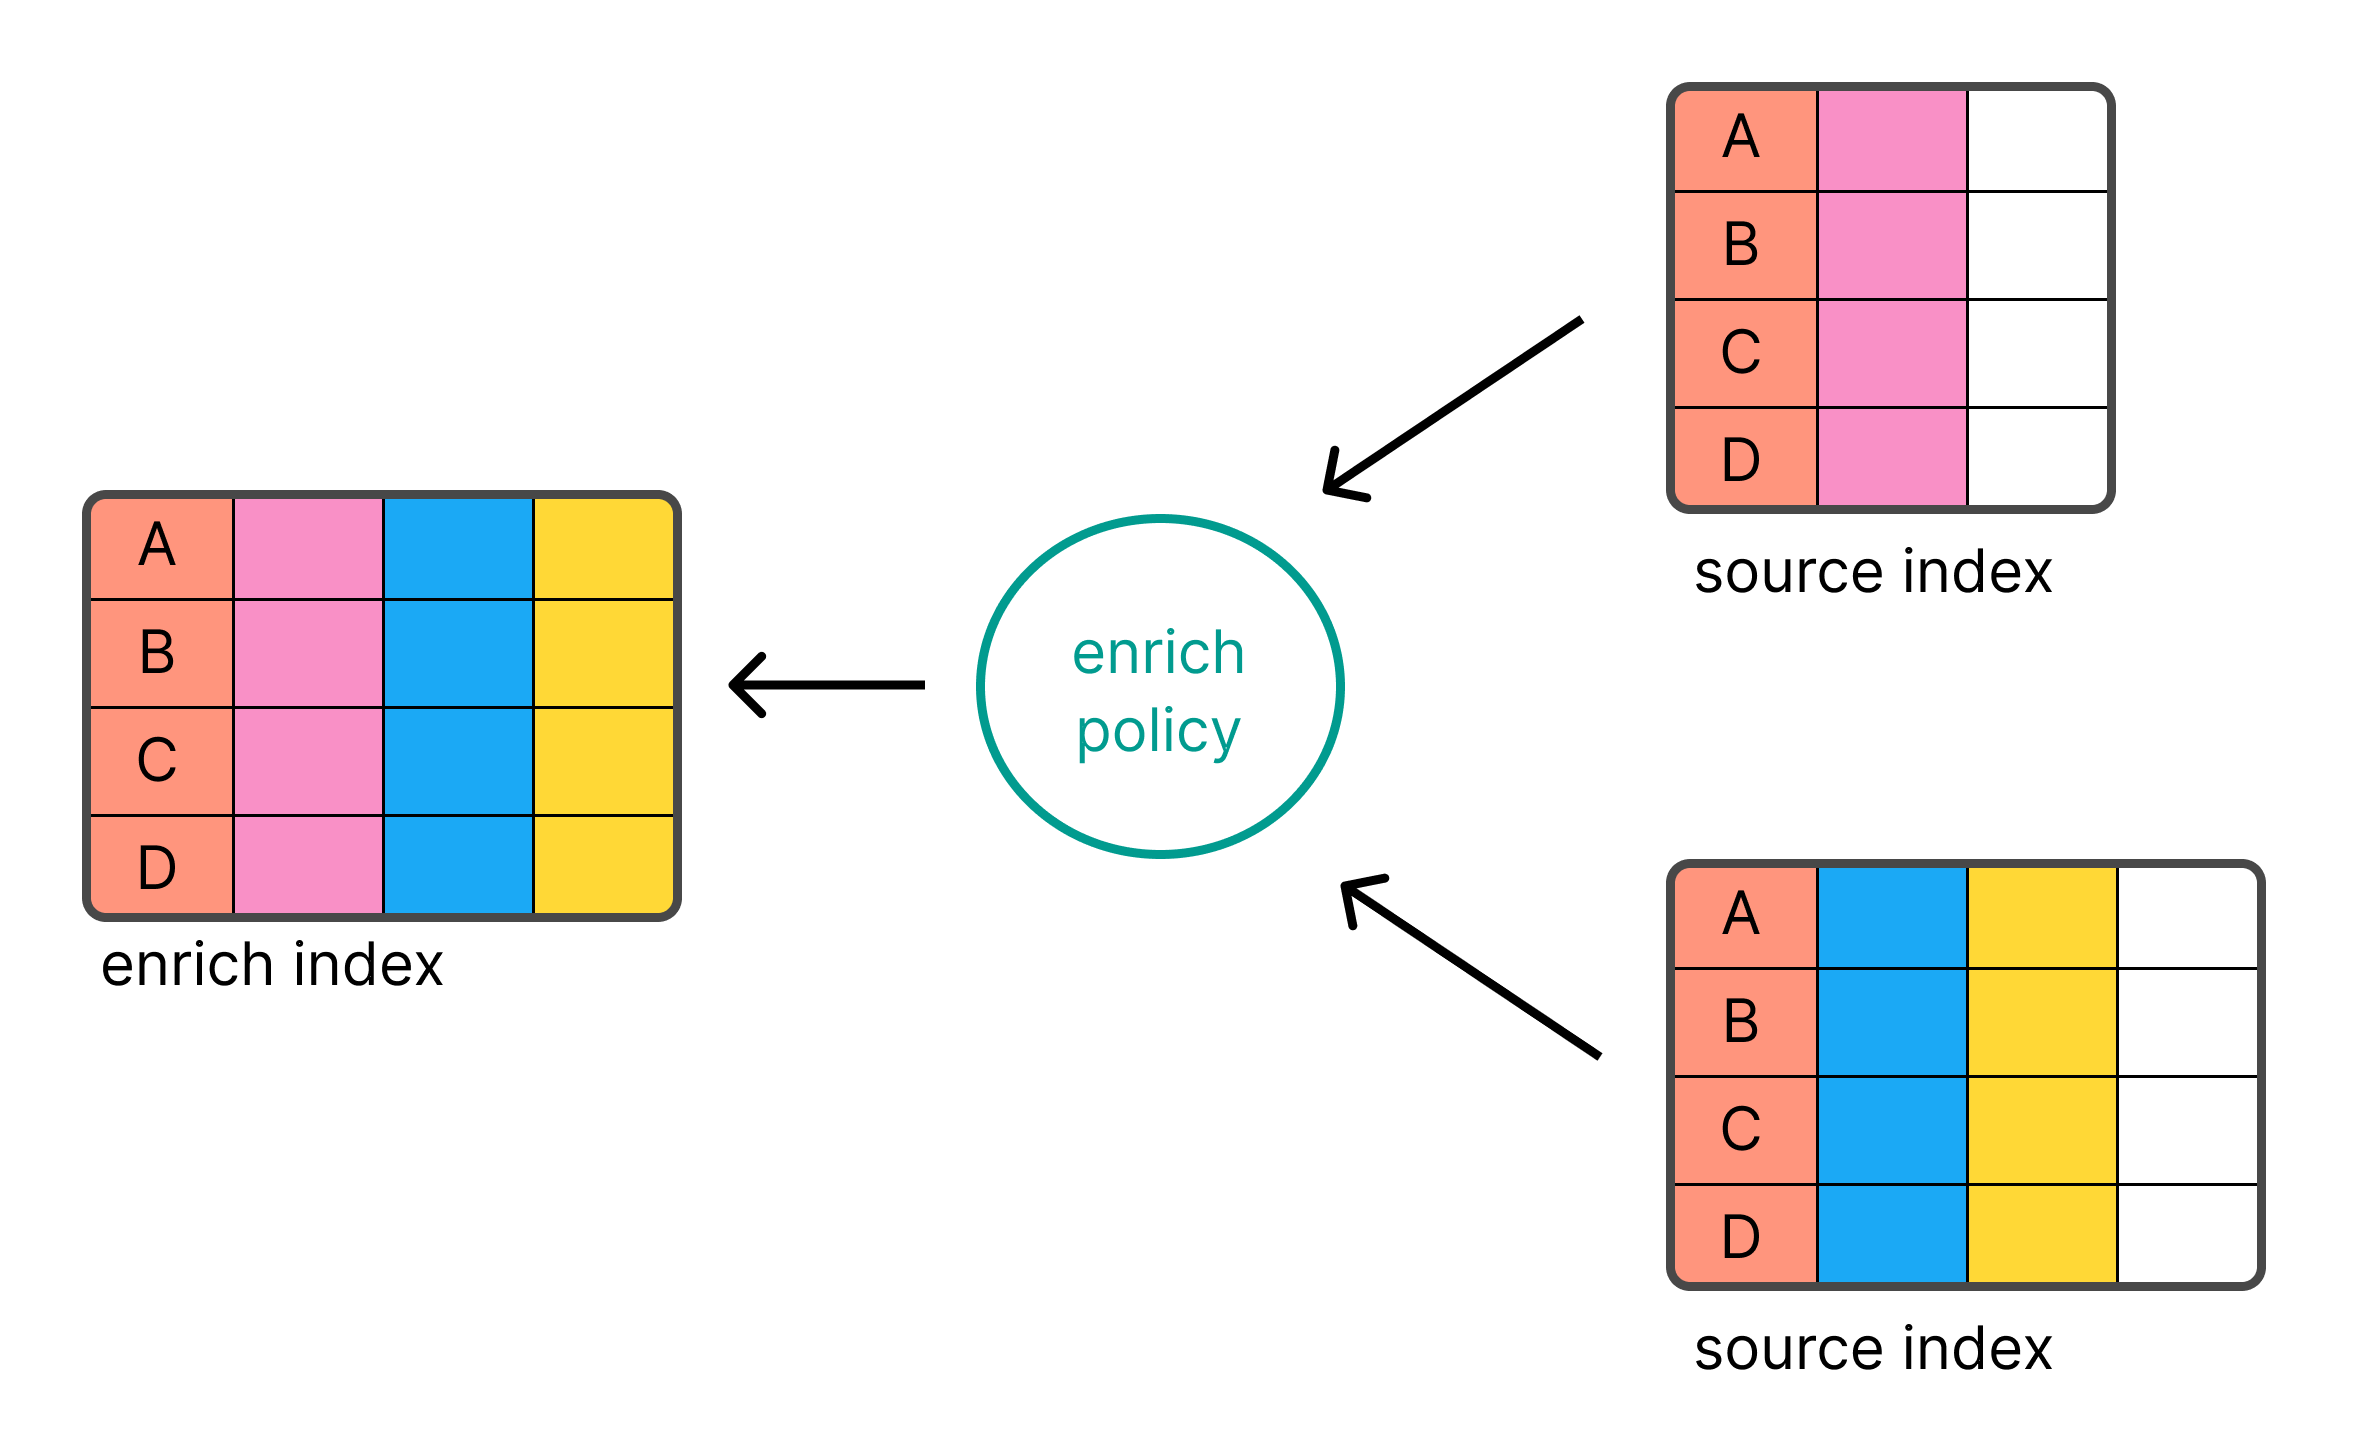 A
B
C
D
enrich index
enrich
policy
A
B
C
D
source index
A
B
C
D
source index